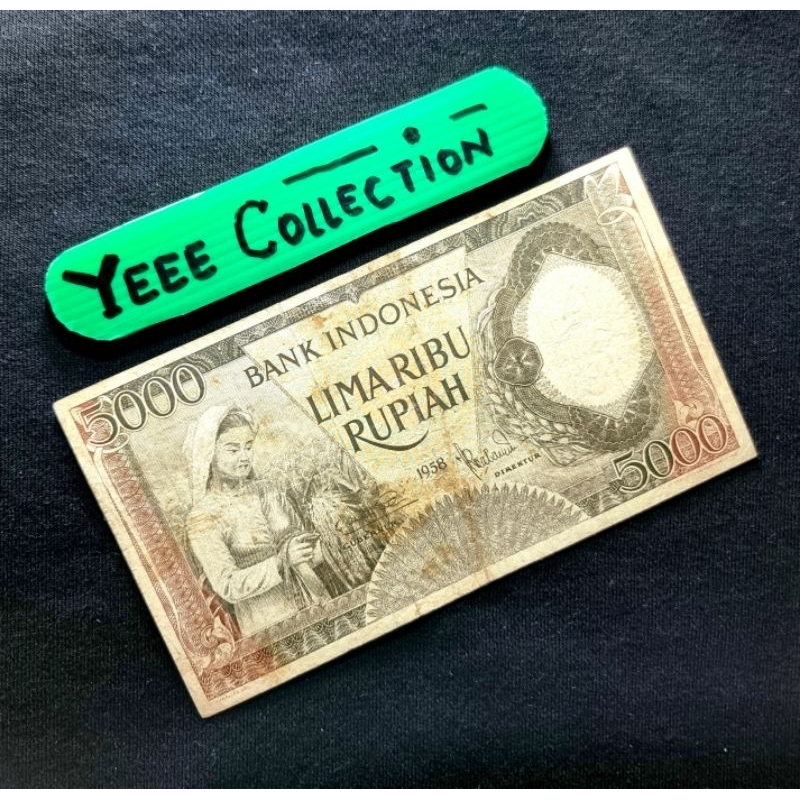 YEEE COLLECTION
5000
BANK INDONESIA
LIMA RIBU
RUPIAH
1958
DIREKTUR
5000